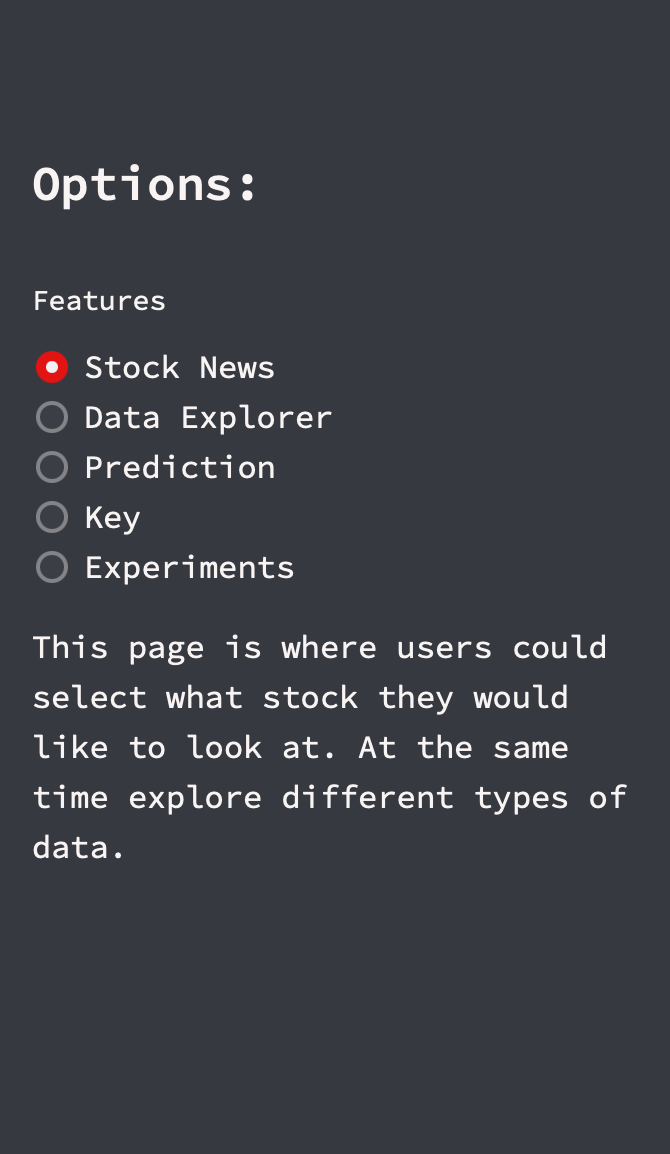 Options:
Features
Stock News
Data Explorer
Prediction
Key
Experiments
This page is where users could
select what stock they would
like to look at. At the same
time explore different types of
data.